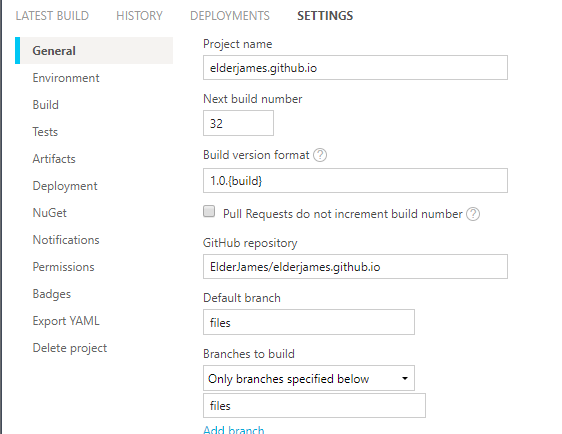 LATEST BUILD HISTORY DEPLOYMENTS SETTINGS
General
Environment
Build
Tests
Artifacts
Deployment
NuGet
Notifications
Permissions
Badges
Export YAML
Delete project
Project name
elderjames.github.io
Next build number
32
Build version format ?
1.0.{build}
Pull Requests do not increment build number ?
GitHub repository
ElderJames/elderjames.github.io
Default branch
files
Branches to build
Only branches specified below
files
Add branch